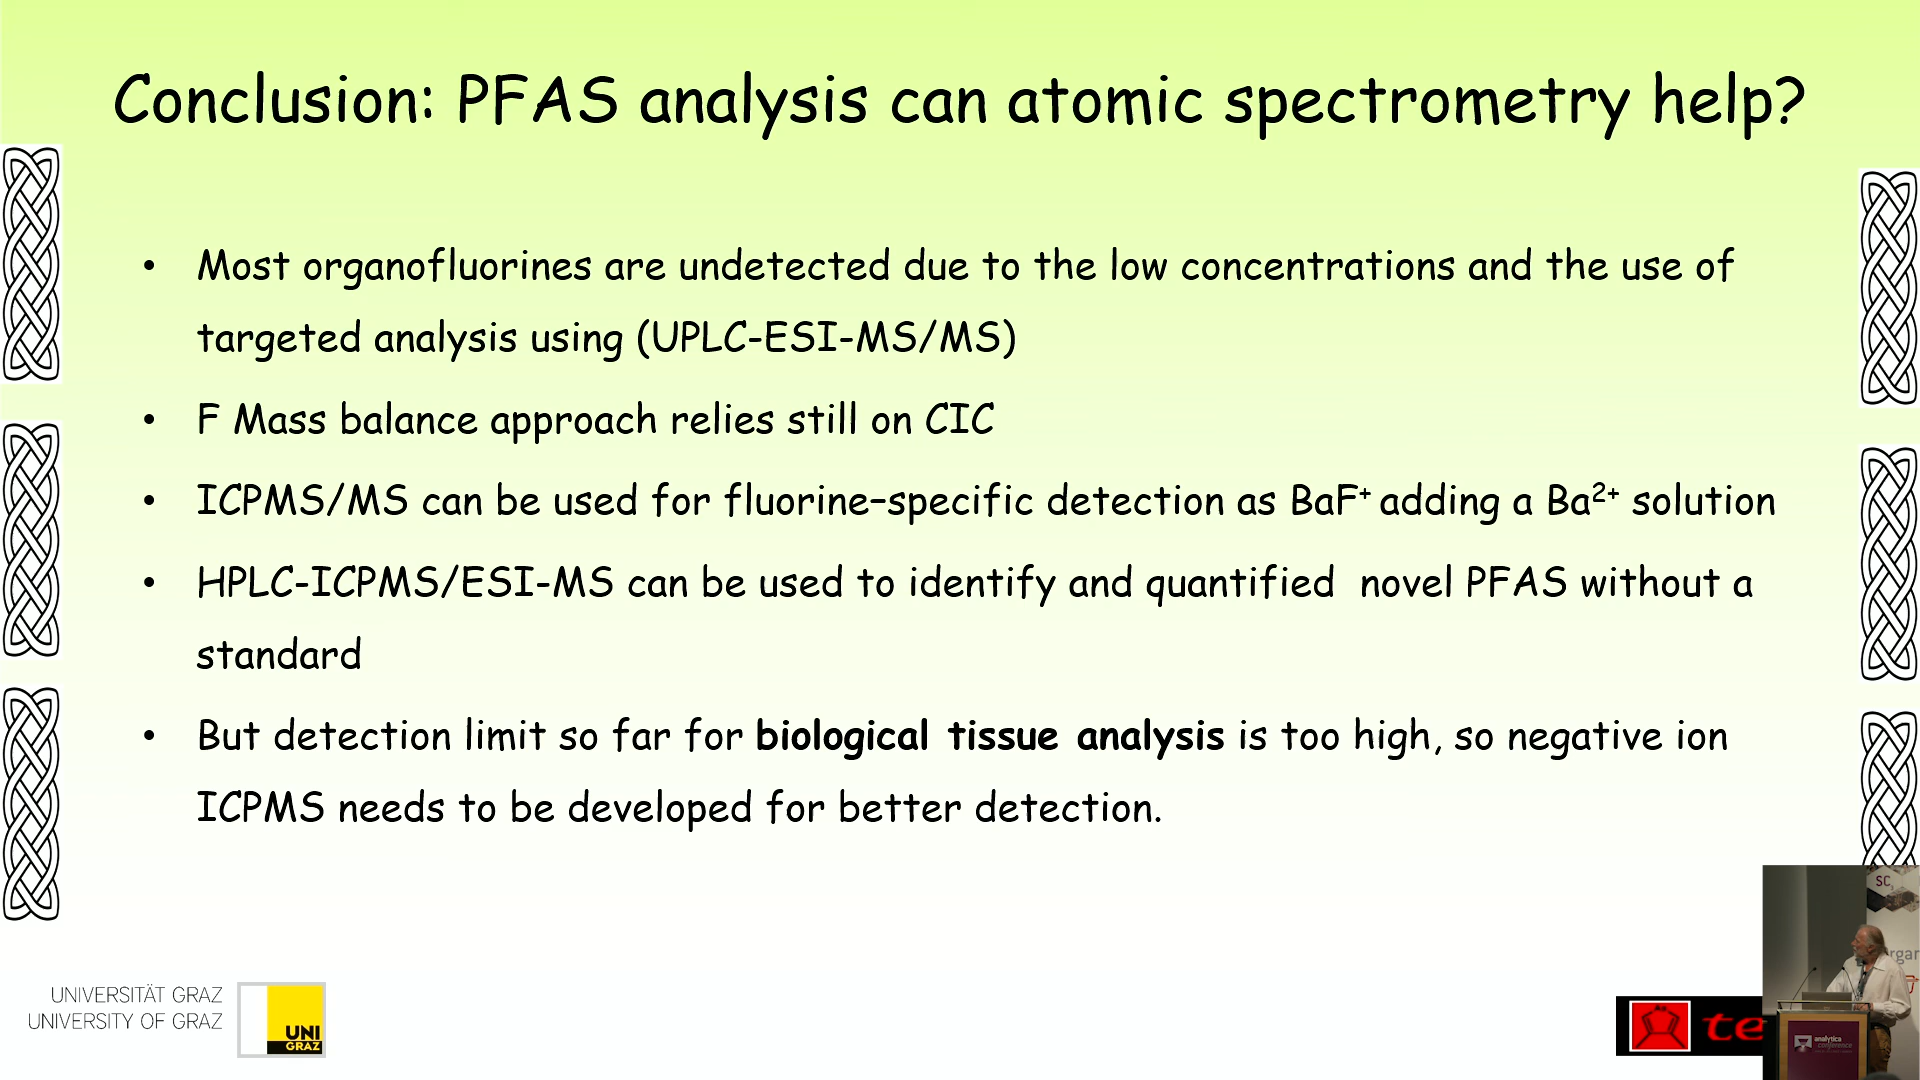 Conclusion: PFAS analysis can atomic spectrometry help?
• Most organofluorines are undetected due to the low concentrations and the use of
targeted analysis using (UPLC-ESI-MS/MS)
• F Mass balance approach relies still on CIC
• ICPMS/MS can be used for fluorine–specific detection as BaF⁺ adding a Ba²⁺ solution
• HPLC-ICPMS/ESI-MS can be used to identify and quantified novel PFAS without a
standard
• But detection limit so far for biological tissue analysis is too high, so negative ion
ICPMS needs to be developed for better detection.
UNIVERSITÄT GRAZ
UNIVERSITY OF GRAZ
UNI
GRAZ
te
SC
analytica
conference